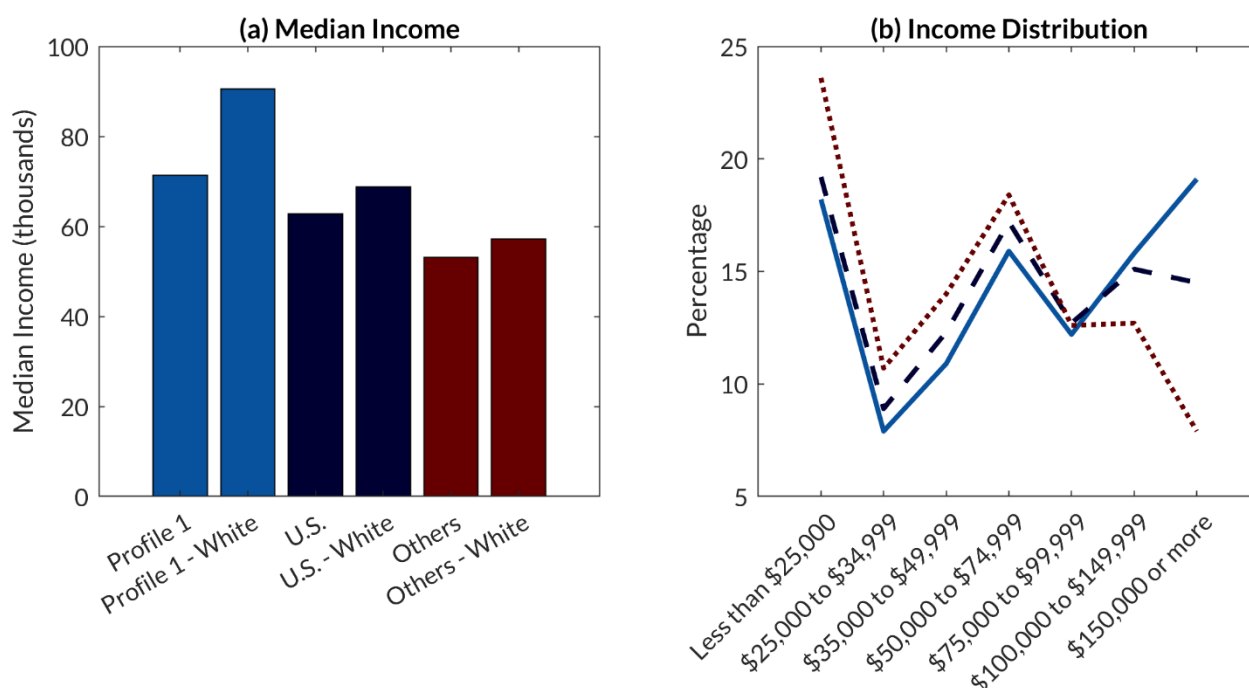 (a) Median Income
Median Income (thousands)
100
80
60
40
20
0
Profile 1
Profile 1 - White
U.S.
U.S. - White
Others
Others - White
(b) Income Distribution
Percentage
25
20
15
10
5
Less than $25,000
$25,000 to $34,999
$35,000 to $49,999
$50,000 to $74,999
$75,000 to $99,999
$100,000 to $149,999
$150,000 or more